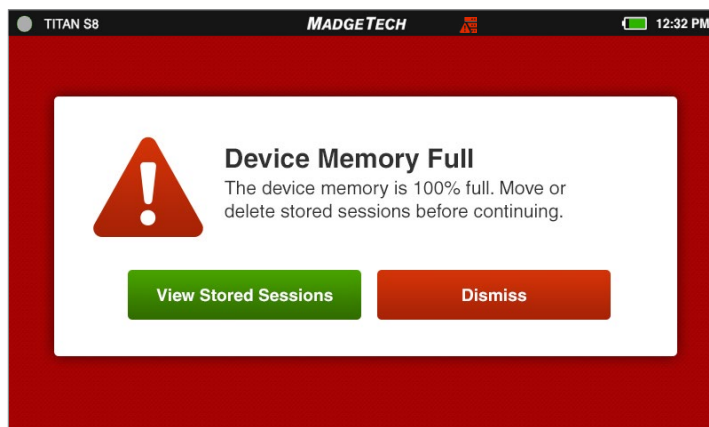 TITAN S8 MADGETECH 12:32 PM
Device Memory Full
The device memory is 100% full. Move or
delete stored sessions before continuing.
View Stored Sessions Dismiss